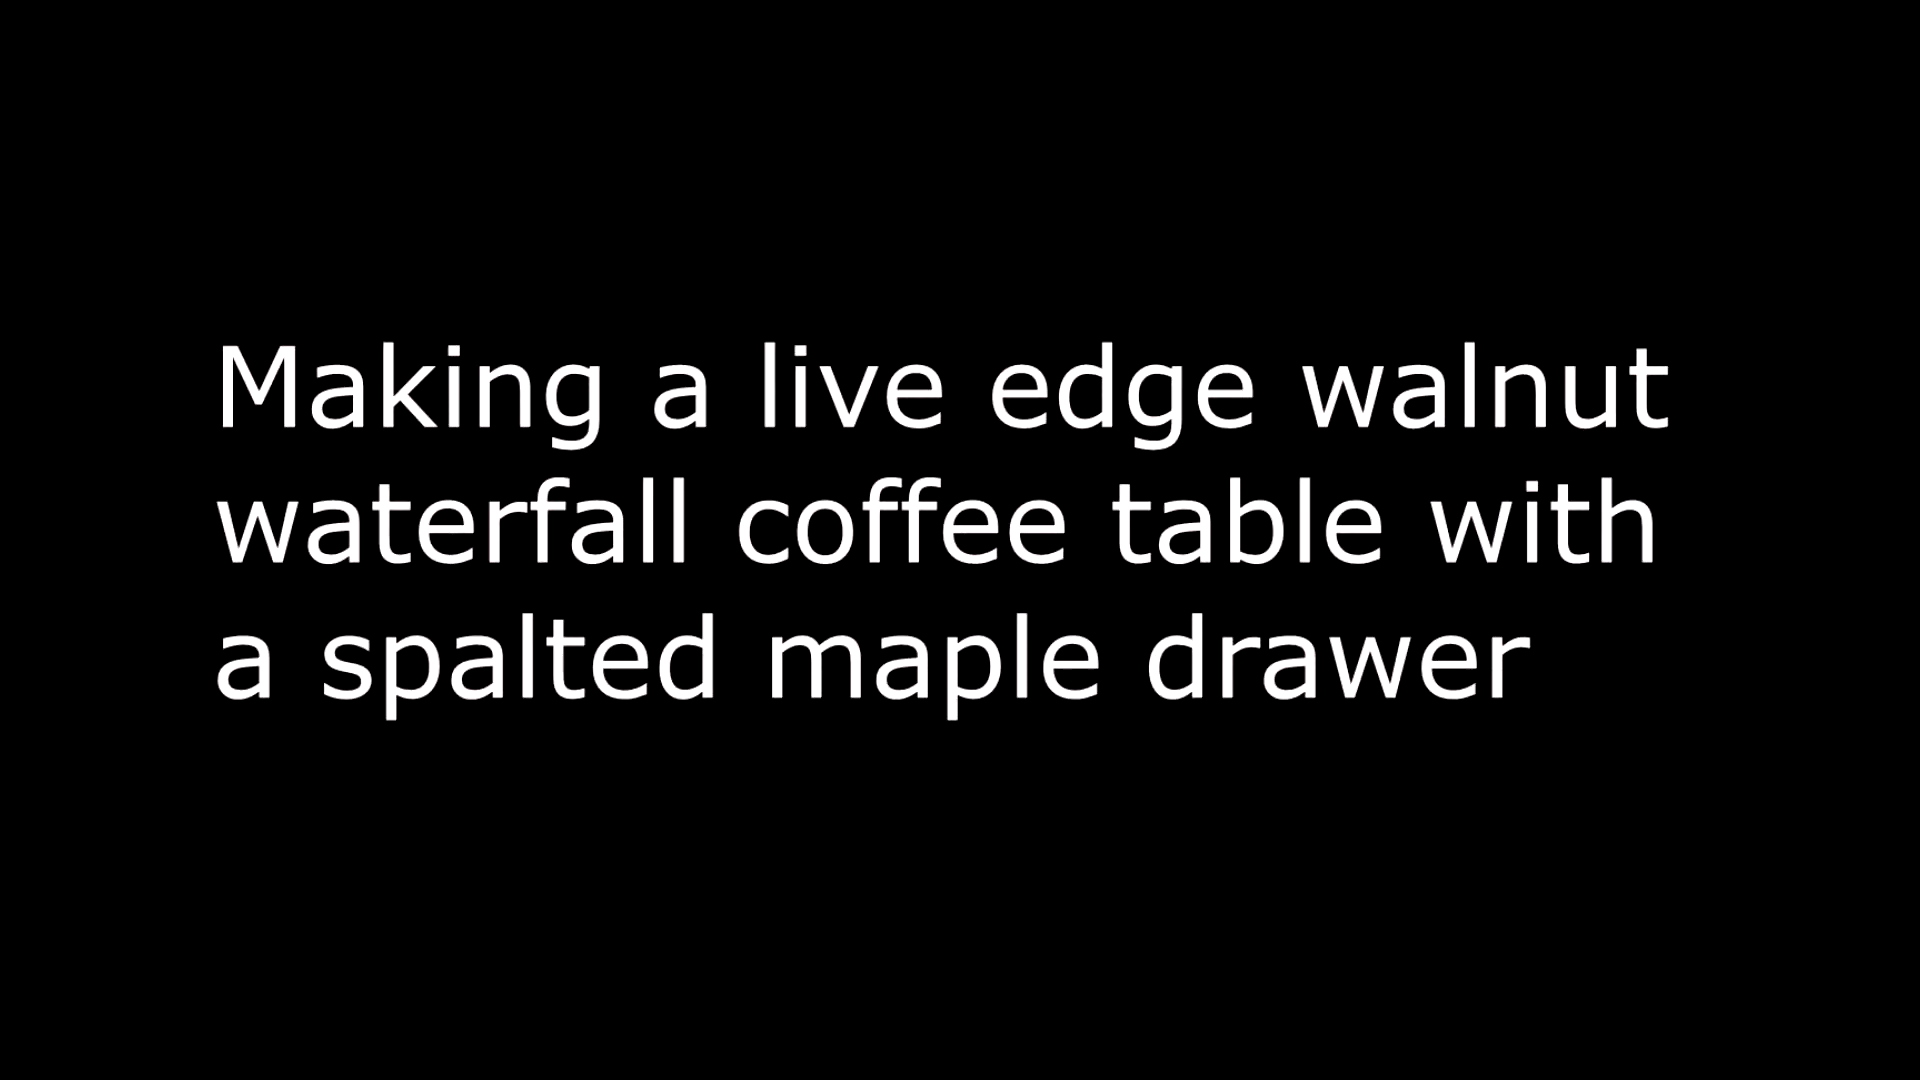 Making a live edge walnut
waterfall coffee table with
a spalted maple drawer